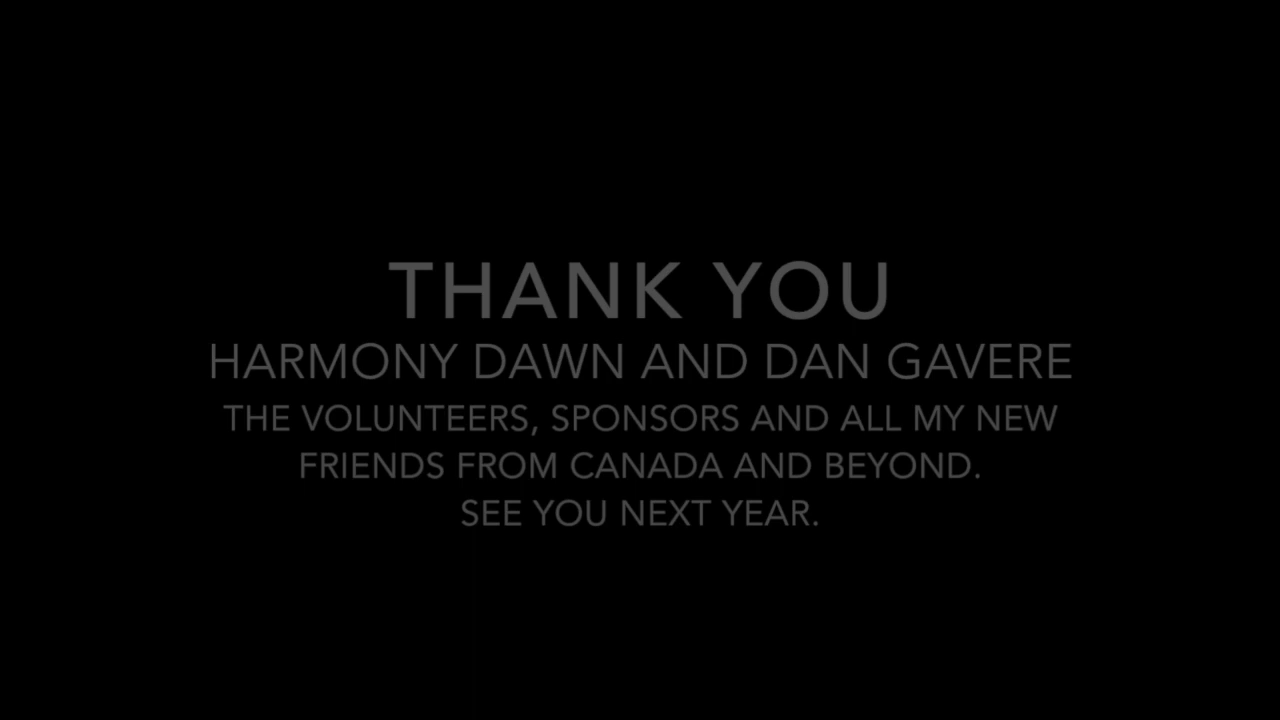 THANK YOU
HARMONY DAWN AND DAN GAVERE
THE VOLUNTEERS, SPONSORS AND ALL MY NEW
FRIENDS FROM CANADA AND BEYOND.
SEE YOU NEXT YEAR.